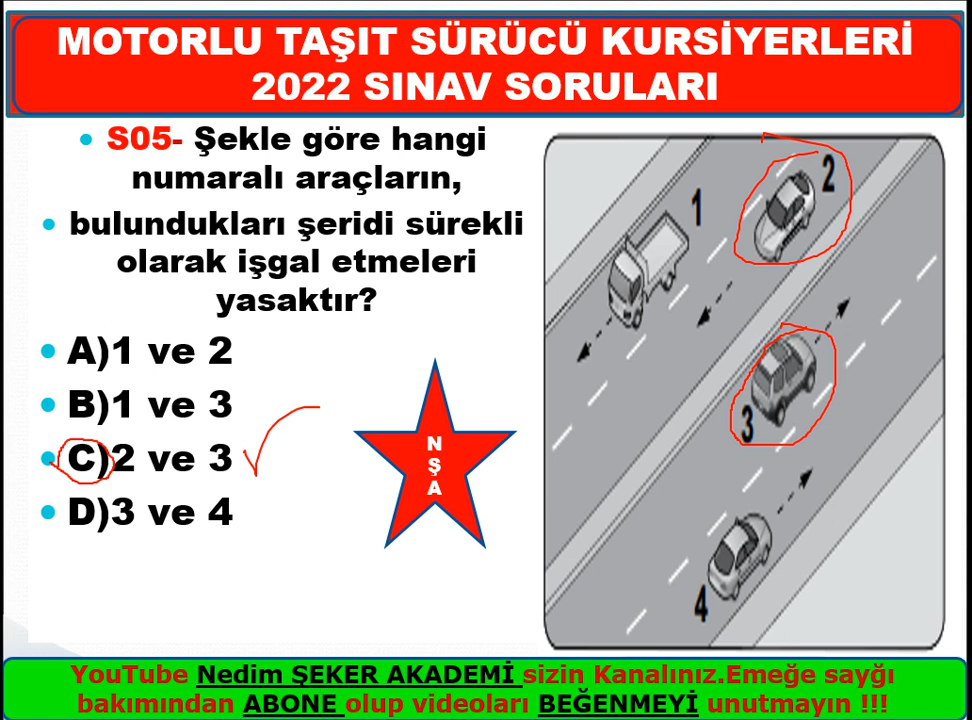 MOTORLU TAŞIT SÜRÜCÜ KURSİYERLERİ
2022 SINAV SORULARI
S05- Şekle göre hangi
numaralı araçların,
bulundukları şeridi sürekli
olarak işgal etmeleri
yasaktır?
A)1 ve 2
B)1 ve 3
C)2 ve 3
D)3 ve 4
N
Ş
A
1
2
3
4
YouTube Nedim ŞEKER AKADEMİ sizin Kanalınız.Emeğe sayğı
bakımından ABONE olup videoları BEĞENMEYİ unutmayın !!!